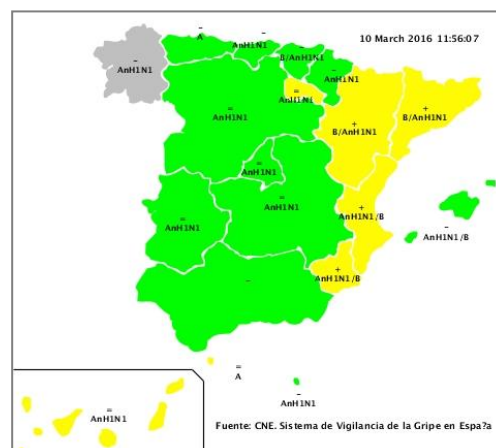 10 March 2016 11:56:07
–
A
–
AnH1N1
–
AnH1N1
–
B/AnH1N1
–
AnH1N1
=
AnH1N1
=
AnH1N1
+
B/AnH1N1
+
B/AnH1N1
=
AnH1N1
=
AnH1N1
=
AnH1N1
+
AnH1N1/B
–
AnH1N1/B
+
AnH1N1/B
–
=
A
–
AnH1N1
=
AnH1N1
Fuente: CNE. Sistema de Vigilancia de la Gripe en Espa?a